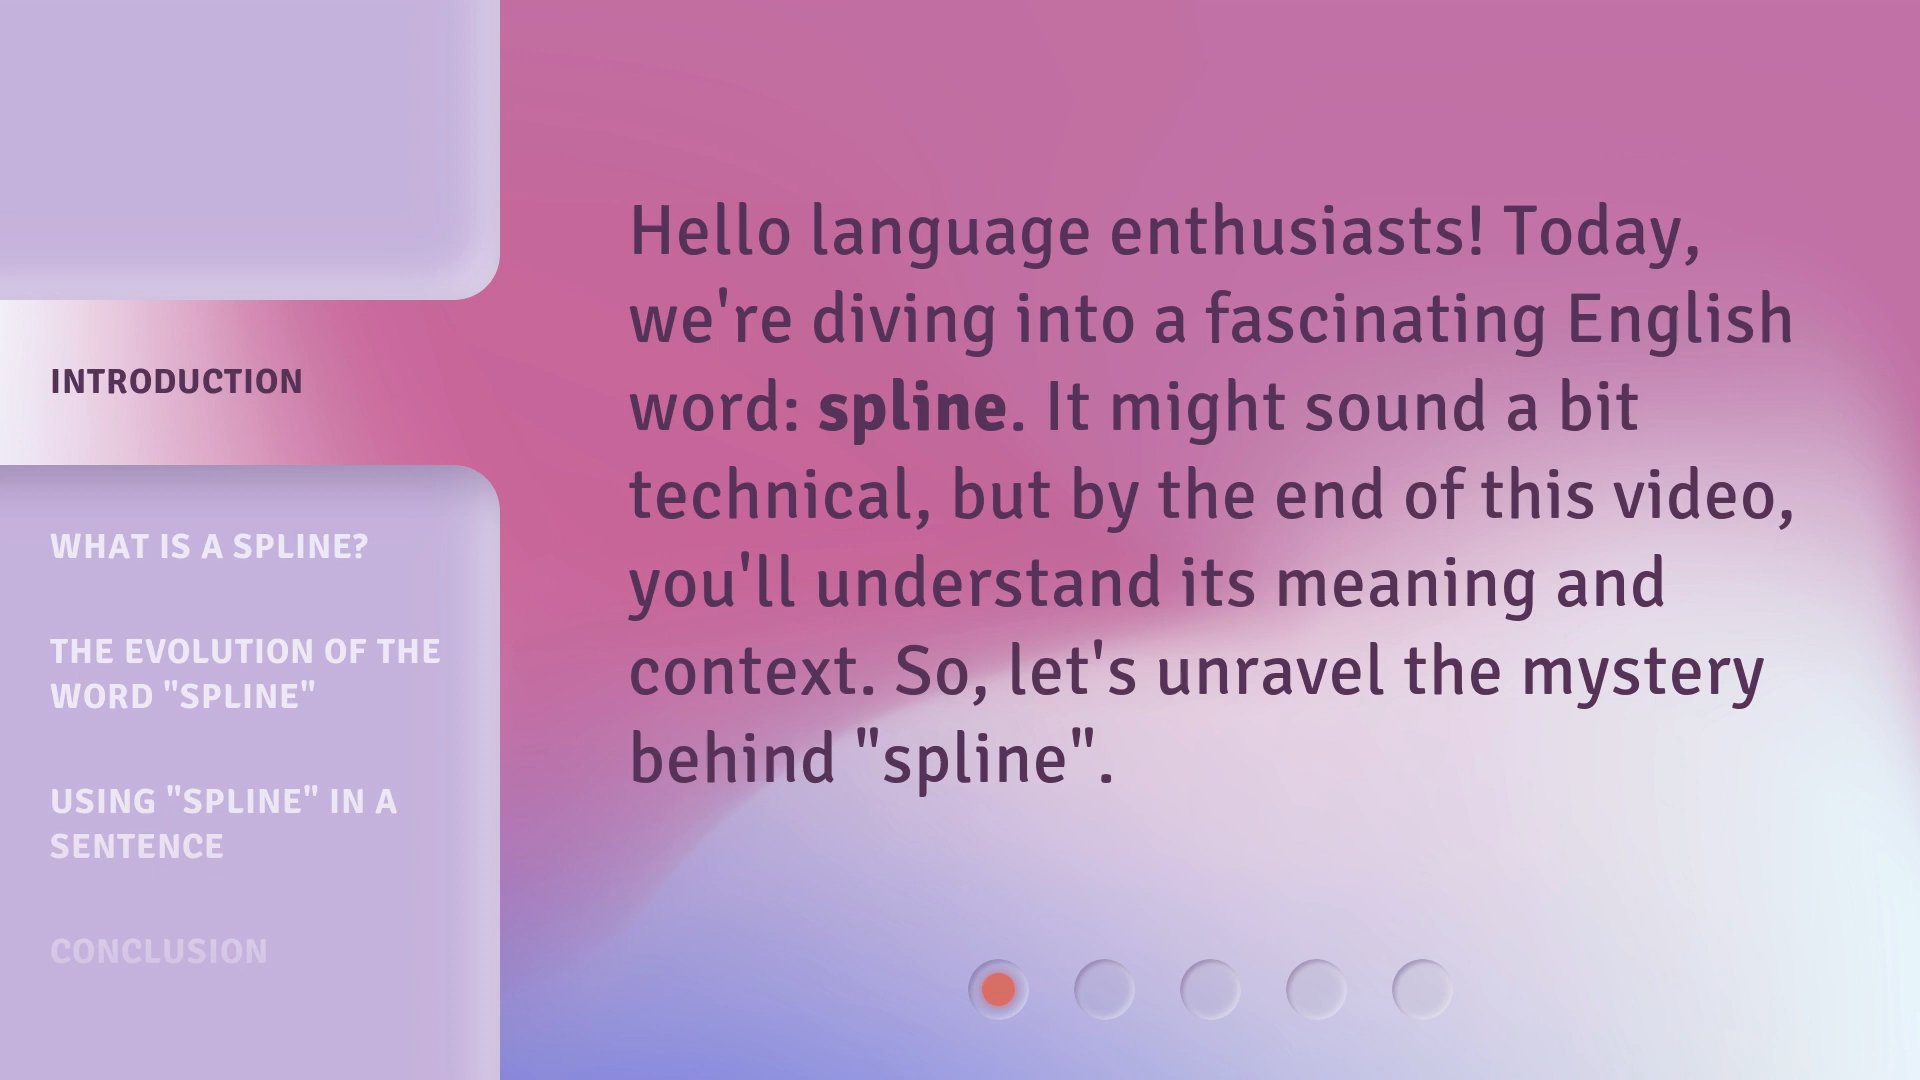 INTRODUCTION
WHAT IS A SPLINE?
THE EVOLUTION OF THE
WORD "SPLINE"
USING "SPLINE" IN A
SENTENCE
CONCLUSION
Hello language enthusiasts! Today,
we're diving into a fascinating English
word: spline. It might sound a bit
technical, but by the end of this video,
you'll understand its meaning and
context. So, let's unravel the mystery
behind "spline".